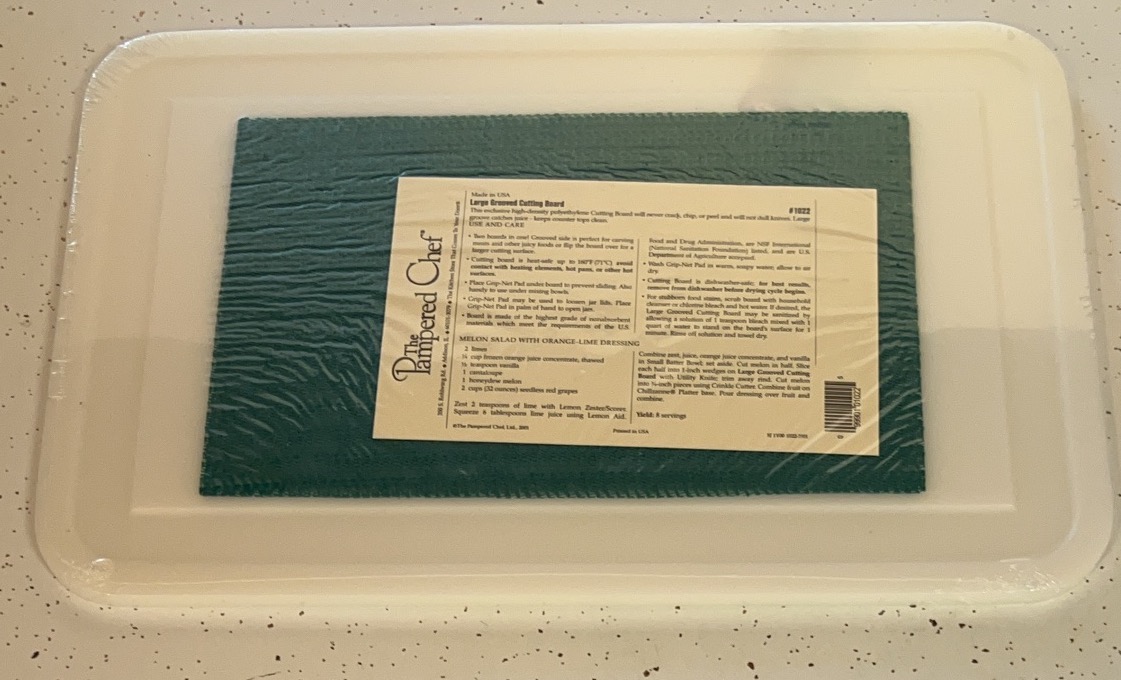 The
Pampered Chef
The Kitchen Store That Comes To Your Door®
Made in USA
Large Grooved Cutting Board
#1022
This exclusive high-density polyethylene Cutting Board will never crack, chip, or peel and will not dull knives. Large
groove catches juice - keeps counter tops clean.
USE AND CARE
• Two boards in one! Grooved side is perfect for carving
meats and other juicy foods or flip the board over for a
larger cutting surface.
• Cutting board is heat-safe up to 160°F (71°C) avoid
contact with heating elements, hot pans, or other hot
surfaces.
• Place Grip-Net Pad under board to prevent sliding. Also
handy to use under mixing bowls.
• Grip-Net Pad may be used to loosen jar lids. Place
Grip-Net Pad in palm of hand to open jars.
• Board is made of the highest grade of nonabsorbent
materials which meet the requirements of the U.S.
Food and Drug Administration, are NSF International
(National Sanitation Foundation) listed, and are U.S.
Department of Agriculture accepted.
• Wash Grip-Net Pad in warm, soapy water; allow to air
dry.
• Cutting Board is dishwasher-safe; for best results,
remove from dishwasher before drying cycle begins.
• For stubborn food stains, scrub board with household
cleanser or chlorine bleach and hot water. If desired, the
Large Grooved Cutting Board may be sanitized by
allowing a solution of 1 teaspoon bleach mixed with 1
quart of water to stand on the board's surface for 1
minute. Rinse off solution and towel dry.
MELON SALAD WITH ORANGE-LIME DRESSING
2 limes
cup frozen orange juice concentrate, thawed
teaspoon vanilla
1 cantaloupe
1 honeydew melon
2 cups (32 ounces) seedless red grapes
Zest 2 teaspoons of lime with Lemon Zester/Scorer.
Squeeze 6 tablespoons lime juice using Lemon Aid.
Combine zest, juice, orange juice concentrate, and vanilla
in Small Batter Bowl; set aside. Cut melon in half. Slice
each half into 1-inch wedges on Large Grooved Cutting
Board with Utility Knife; trim away rind. Cut melon
into pieces using Crinkle Cutter. Combine fruit on
Chillzanne® Platter base. Pour dressing over fruit and
combine.
Yield: 8 servings
©The Pampered Chef, Ltd., 2001
Printed in USA